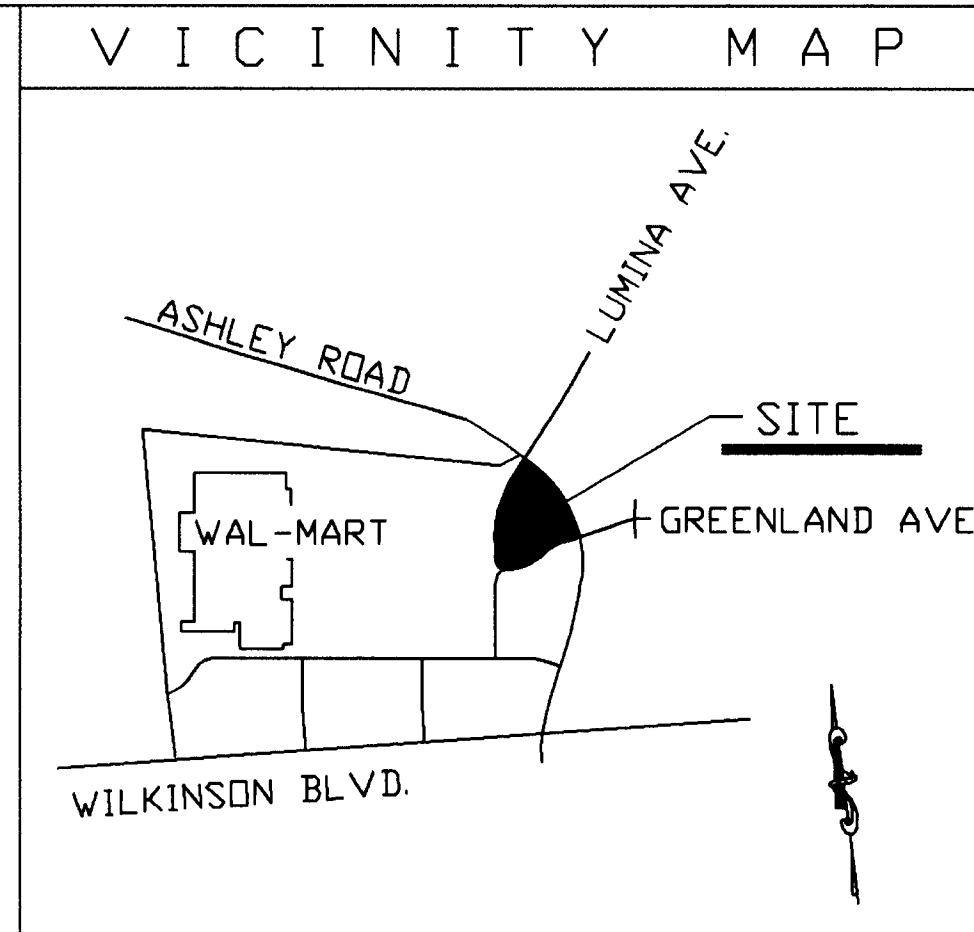 VICINITY MAP
LUMINA AVE.
ASHLEY ROAD
SITE
WAL-MART
GREENLAND AVE
WILKINSON BLVD.